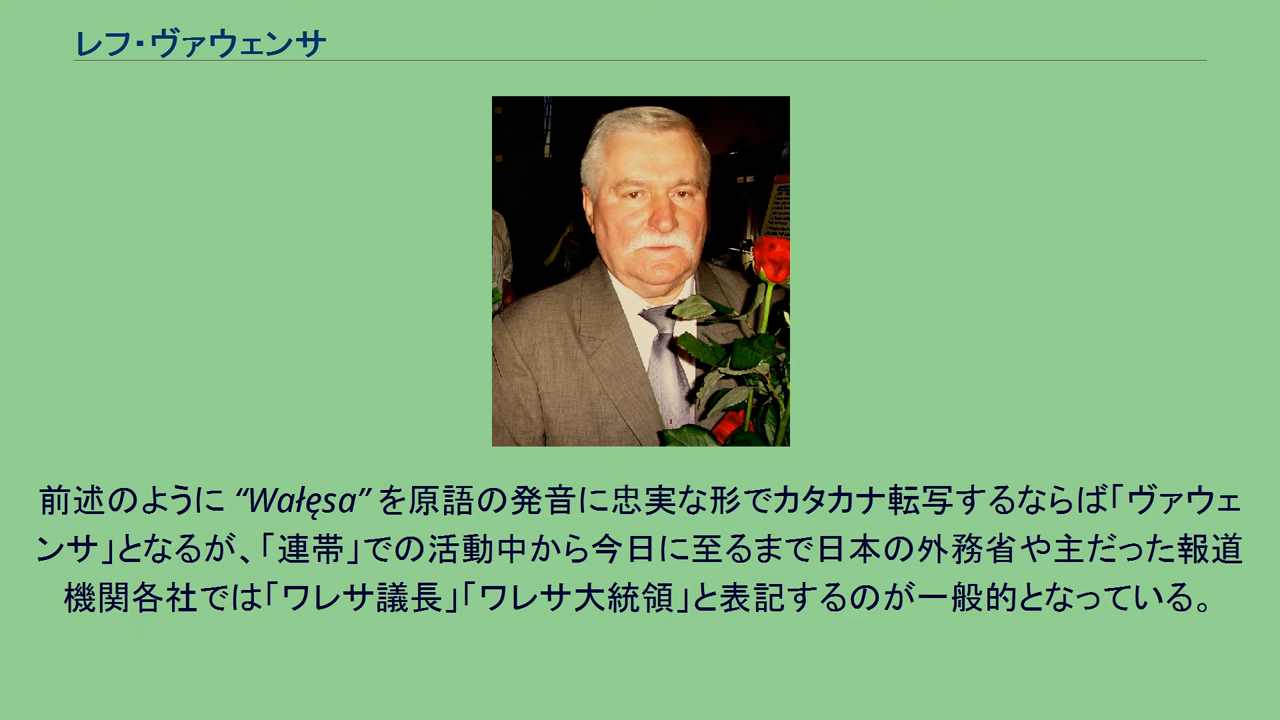 レフ・ヴァウェンサ
前述のように “Wałęsa” を原語の発音に忠実な形でカタカナ転写するならば「ヴァウェ
ンサ」となるが、「連帯」での活動中から今日に至るまで日本の外務省や主だった報道
機関各社では「ワレサ議長」「ワレサ大統領」と表記するのが一般的となっている。